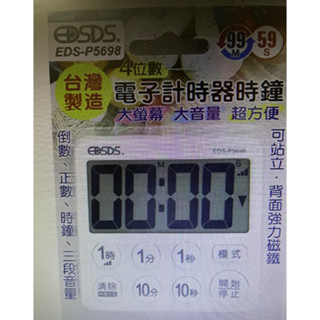 EDSDS
EDS-P5698
99 M
59 S
台灣
製造
4位數
電子計時器時鐘
大螢幕 大音量 超方便
倒數、正數、時鐘、三段音量
可站立．背面強力磁鐵
EDSDS
EDS-P5698
M S
00:00
1時
1分
1秒
模式
清除
10分
10秒
開始
停止